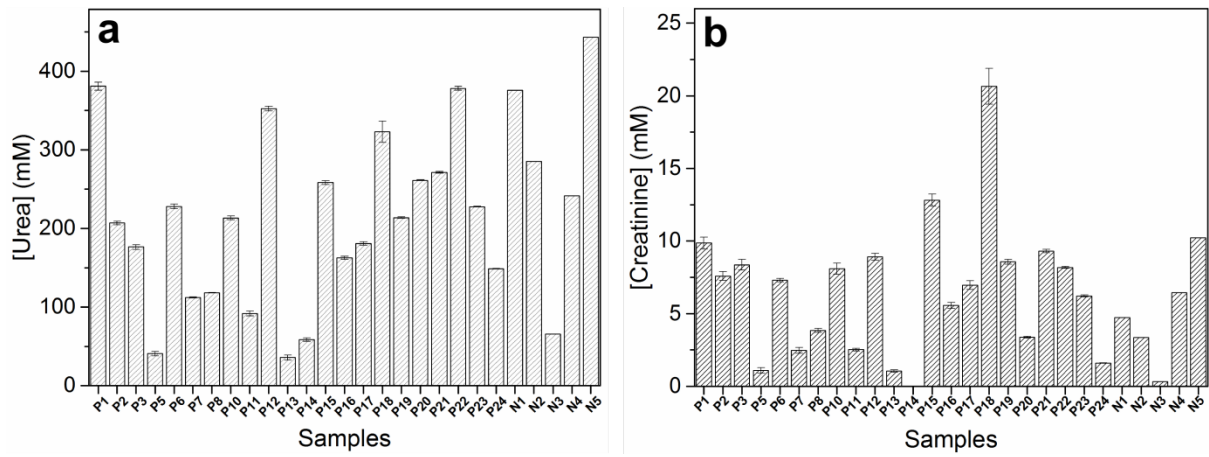 a
[Urea] (mM)
400
300
200
100
0
P1 P2 P3 P5 P6 P7 P8 P10 P11 P12 P13 P14 P15 P16 P17 P18 P19 P20 P21 P22 P23 P24 N1 N2 N3 N4 N5
Samples
b
[Creatinine] (mM)
25
20
15
10
5
0
P1 P2 P3 P5 P6 P7 P8 P10 P11 P12 P13 P14 P15 P16 P17 P18 P19 P20 P21 P22 P23 P24 N1 N2 N3 N4 N5
Samples